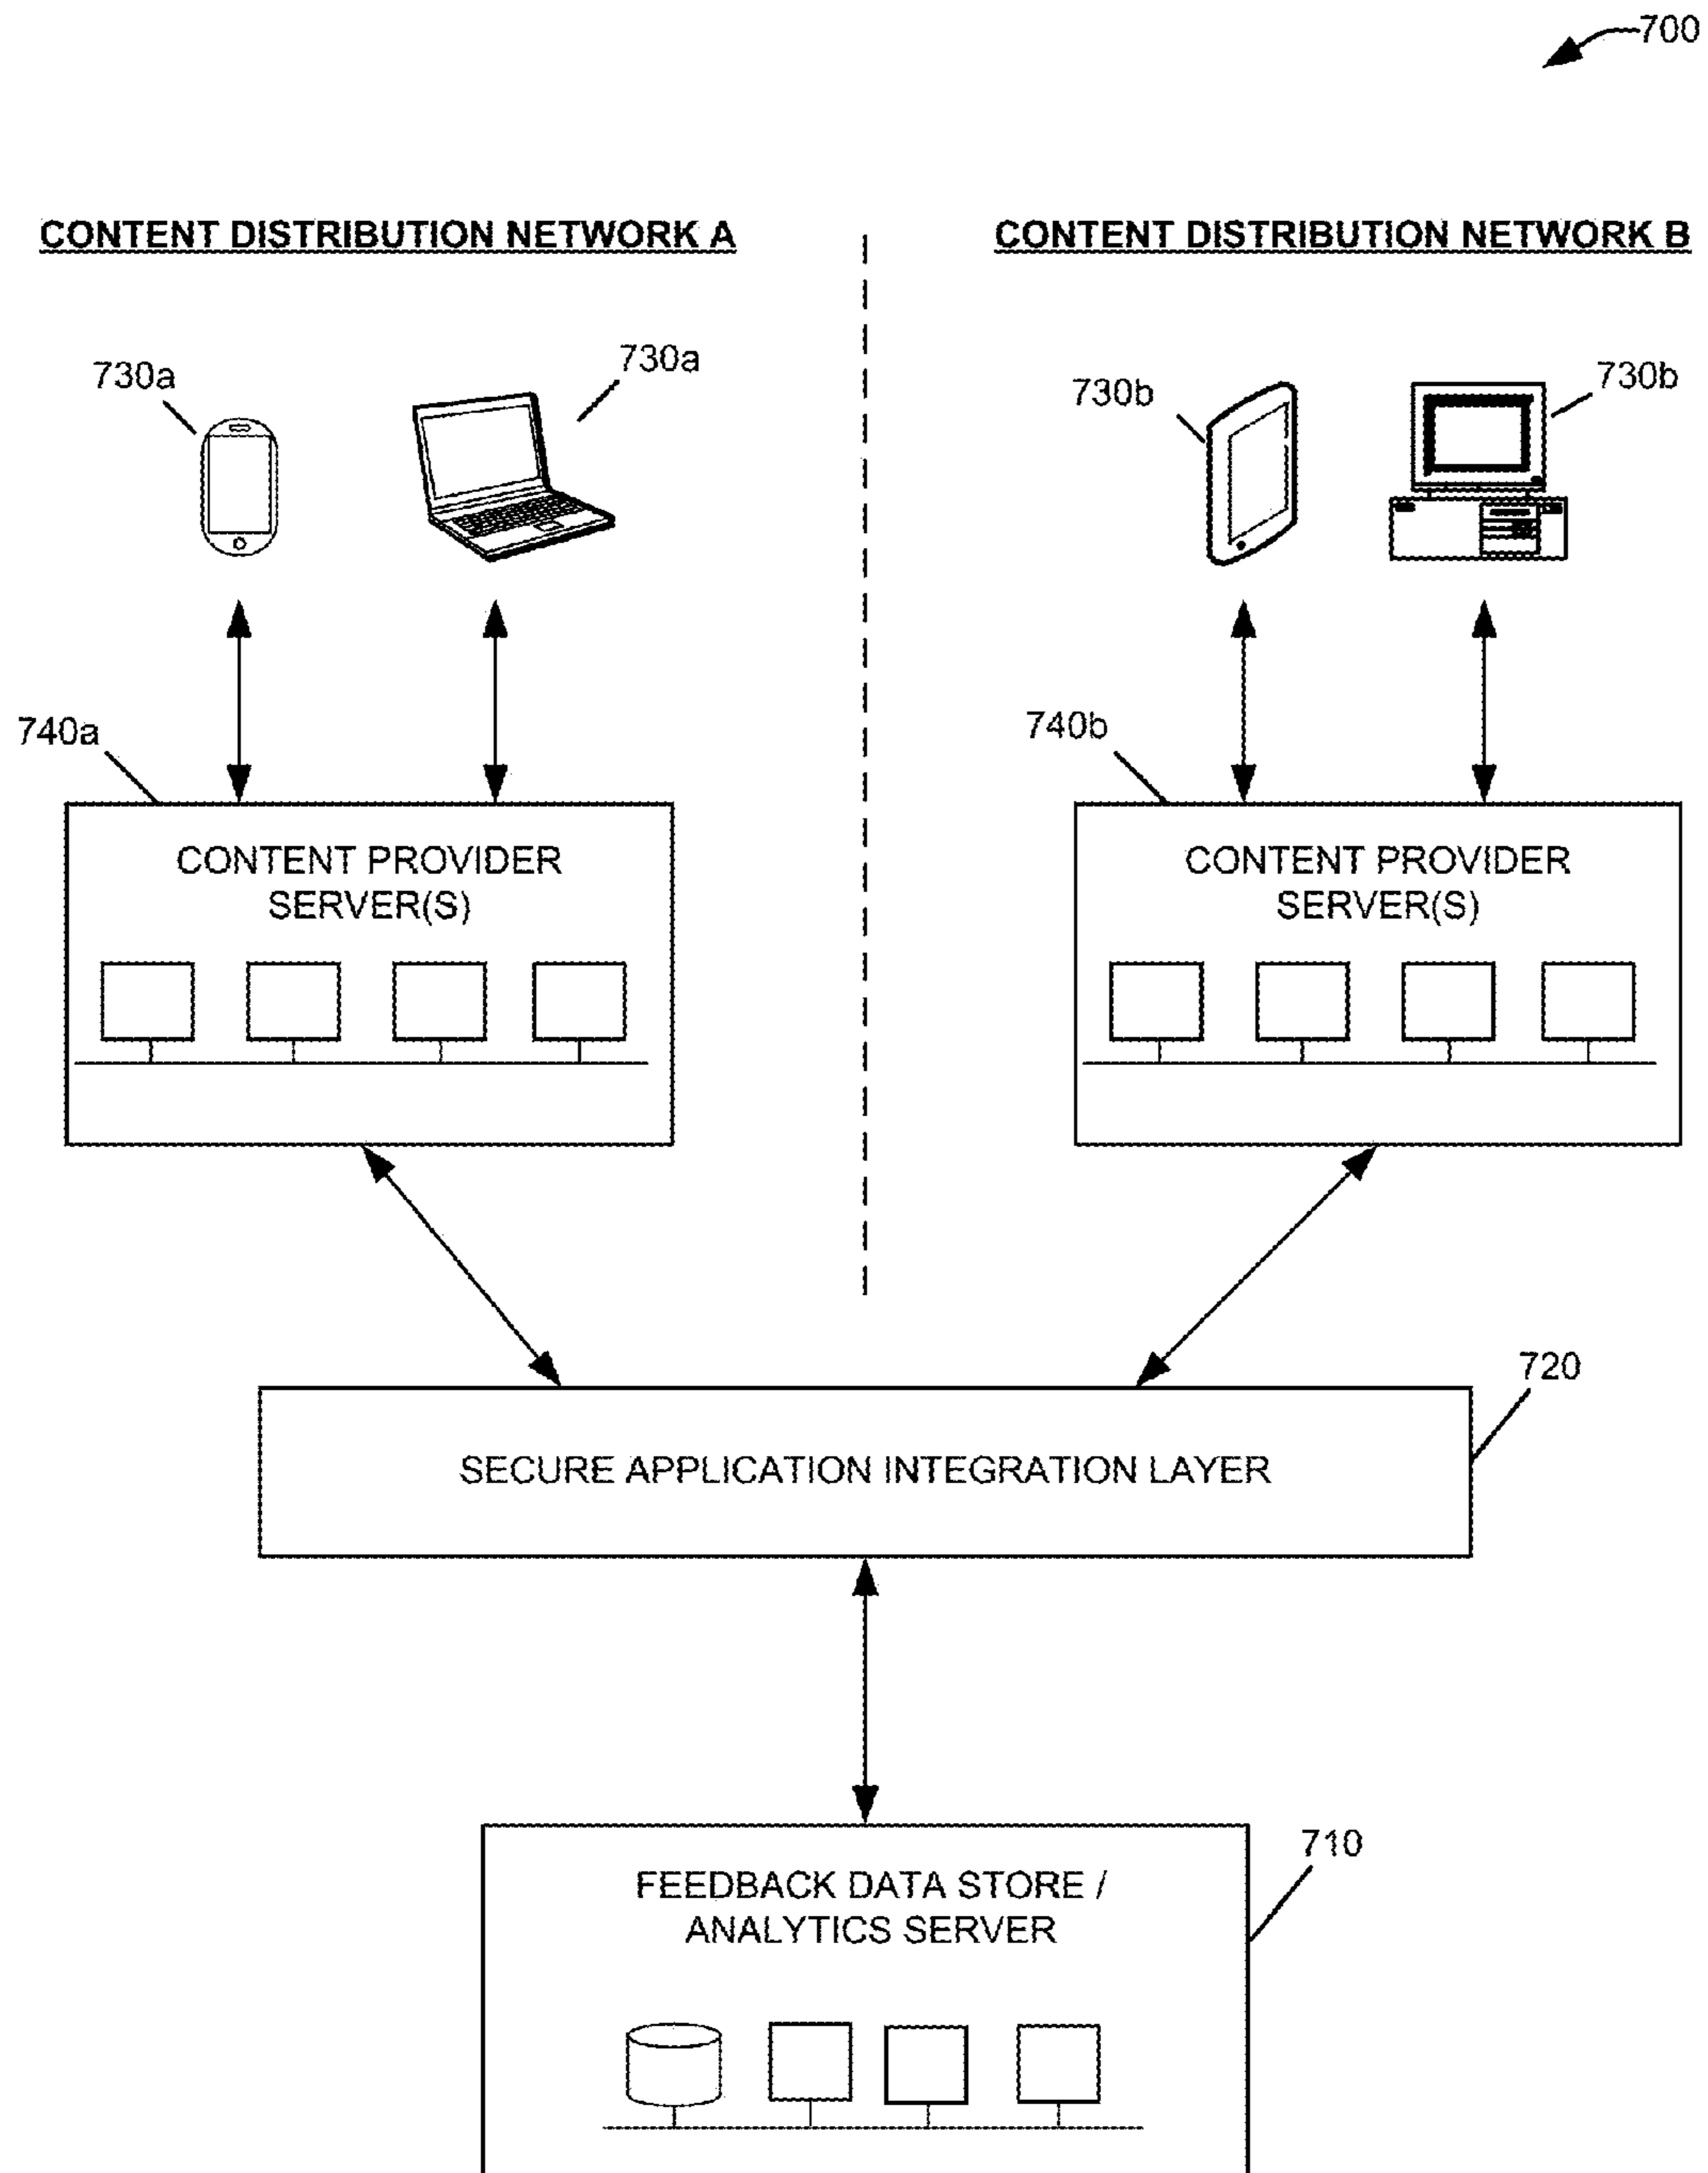 700
CONTENT DISTRIBUTION NETWORK A
CONTENT DISTRIBUTION NETWORK B
730a
730a
730b
730b
740a
740b
CONTENT PROVIDER
SERVER(S)
CONTENT PROVIDER
SERVER(S)
720
SECURE APPLICATION INTEGRATION LAYER
710
FEEDBACK DATA STORE /
ANALYTICS SERVER